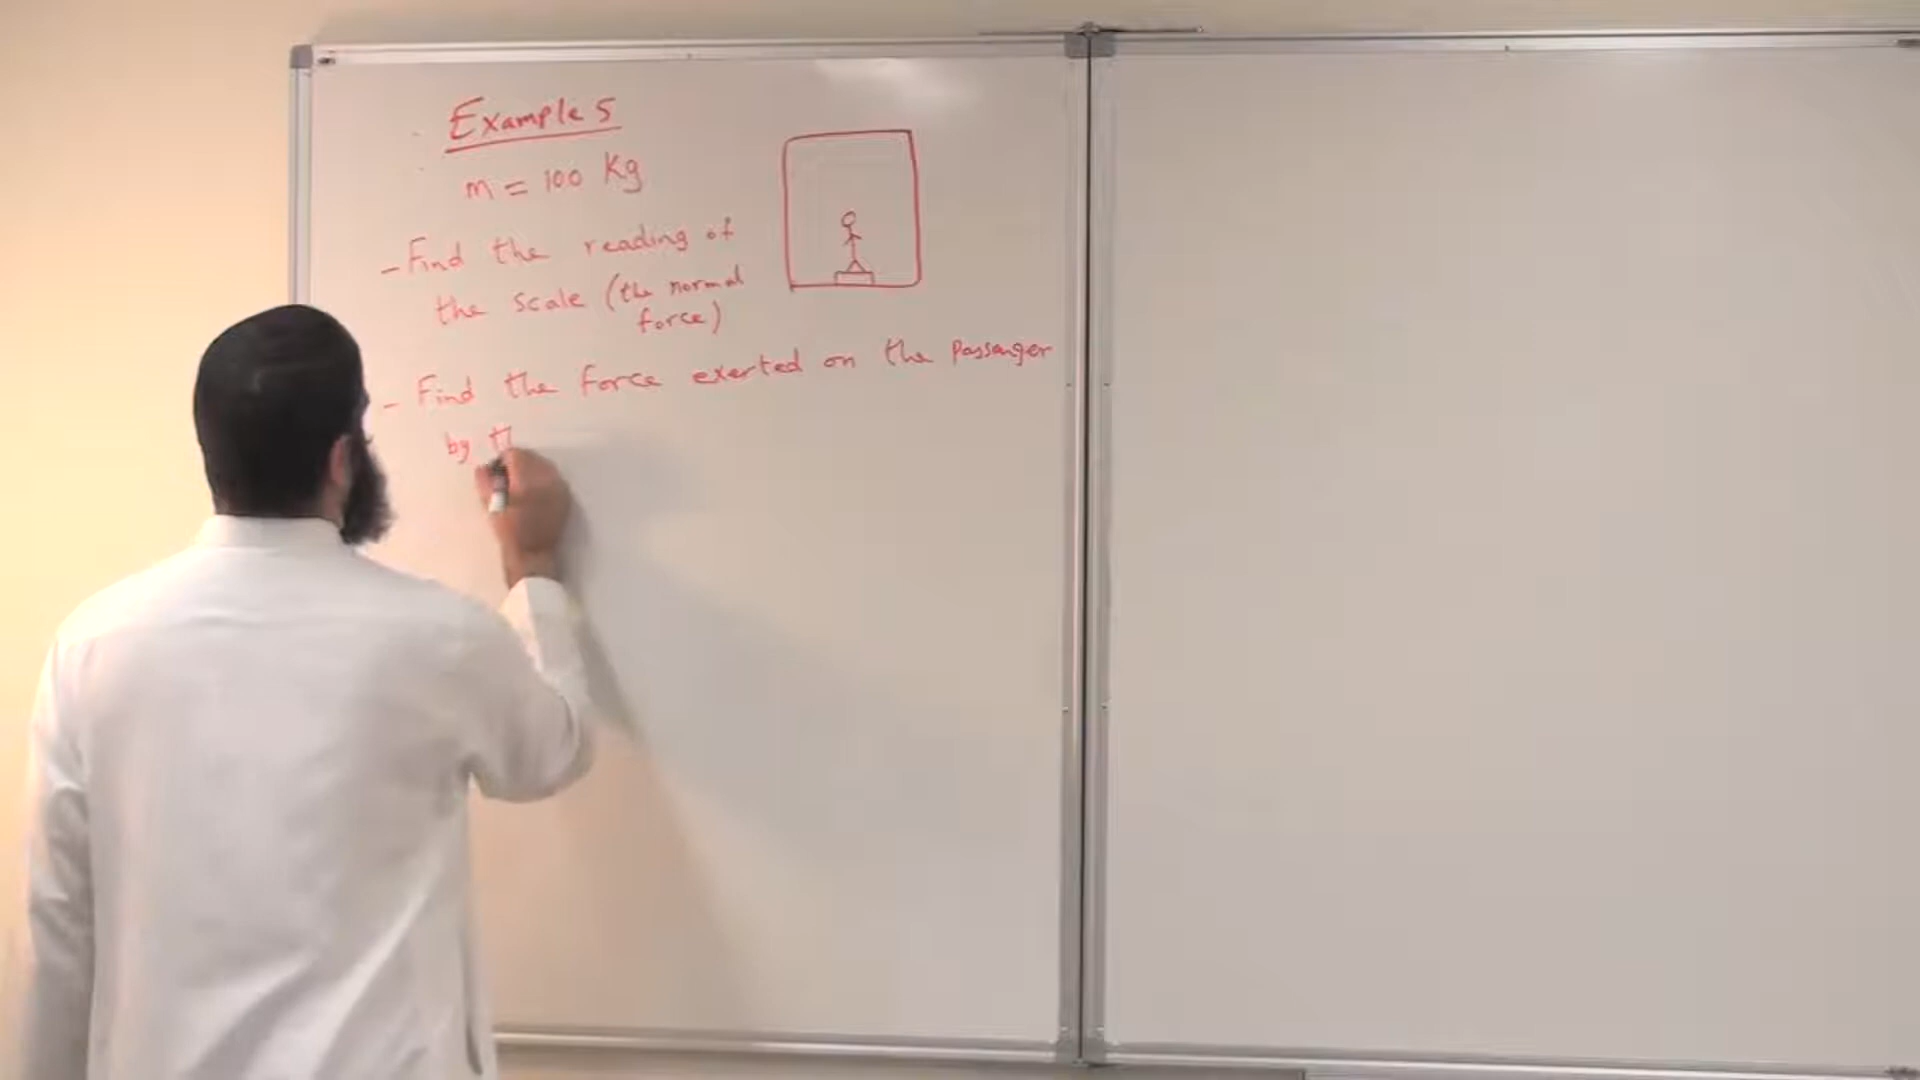 Example 5
m = 100 Kg
- Find the reading of
the scale (the normal
force)
- Find the force exerted on the passenger
by